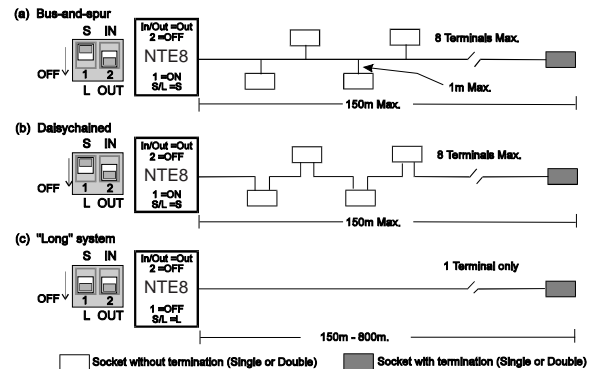 (a) Bus-and-spur
S IN
OFF
1 2
L OUT
In/Out =Out
2 =OFF
NTE8
1 =ON
S/L =S
8 Terminals Max.
1m Max.
150m Max.
(b) Daisychained
S IN
OFF
1 2
L OUT
In/Out =Out
2 =OFF
NTE8
1 =ON
S/L =S
8 Terminals Max.
150m Max.
(c) "Long" system
S IN
OFF
1 2
L OUT
In/Out =Out
2 =OFF
NTE8
1 =OFF
S/L =L
1 Terminal only
150m - 800m.
Socket without termination (Single or Double)
Socket with termination (Single or Double)